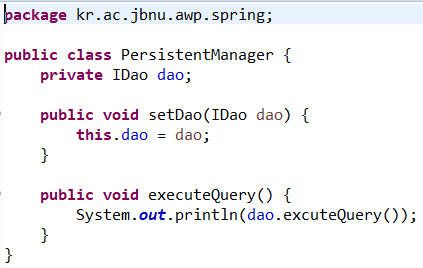 package kr.ac.jbnu.awp.spring;
public class PersistentManager {
private IDao dao;
public void setDao(IDao dao) {
this.dao = dao;
}
public void executeQuery() {
System.out.println(dao.excuteQuery());
}
}